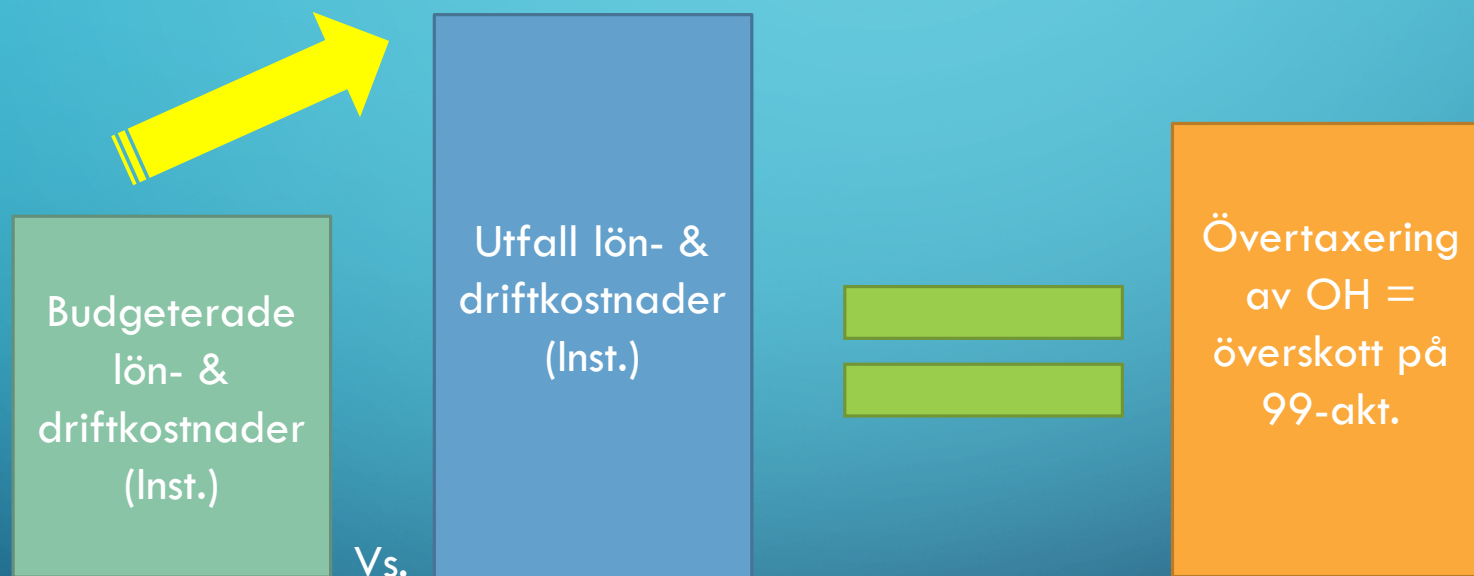 Budgeterade
lön- &
driftkostnader
(Inst.)
Vs.
Utfall lön- &
driftkostnader
(Inst.)
Övertaxering
av OH =
överskott på
99-akt.